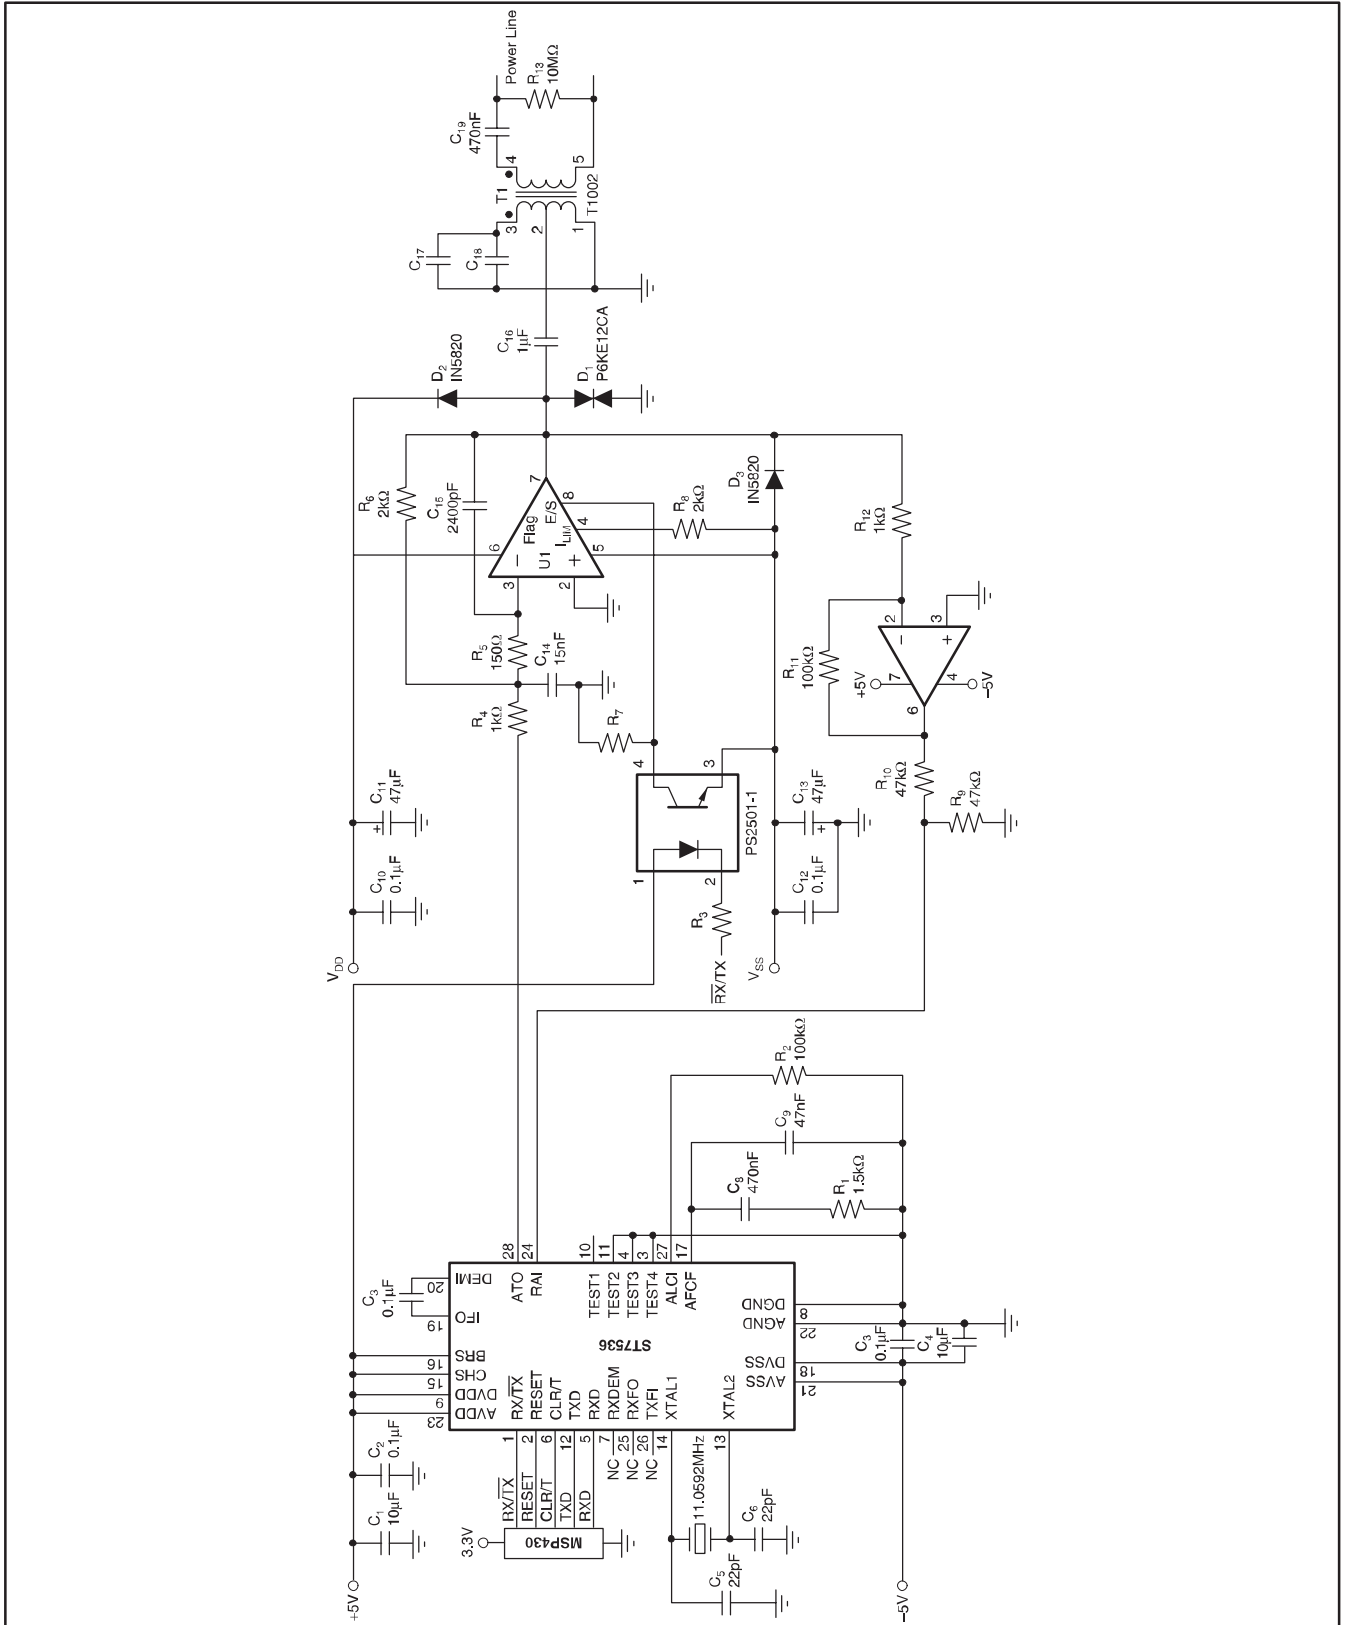 Power Line
R13
10MΩ
C19
470nF
4
5
T1
T1002
3
2
1
C17
C18
C16
1µF
D2
IN5820
D1
P6KE12CA
R6
2kΩ
C15
2400pF
7
Flag
E/S
8
ILIM
4
U1
6
5
3
2
−
+
R8
2kΩ
D3
IN5820
R12
1kΩ
R5
150Ω
C14
15nF
R4
1kΩ
R7
R11
100kΩ
2
3
−
+
+5V
7
4
–5V
6
R10
47kΩ
R9
47kΩ
C11
47µF
+
C10
0.1µF
VDD
4
3
PS2501-1
1
2
R3
RX/TX
C13
47µF
+
C12
0.1µF
VSS
R2
100kΩ
C9
47nF
C8
470nF
R1
1.5kΩ
28
24
10
11
4
3
27
17
ATO
RAI
TEST1
TEST2
TEST3
TEST4
ALCI
AFCF
C3
0.1µF
DEMI
20
IFO
19
BRS
16
CHS
15
DVDD
9
AVDD
23
ST7536
DGND
8
AGND
22
DVSS
18
AVSS
21
C3
0.1µF
C4
10µF
RX/TX
RESET
CLR/T
TXD
RXD
RXDEM
RXFO
TXFI
XTAL1
XTAL2
1
2
6
12
5
7
25
26
14
13
NC
NC
NC
RX/TX
RESET
CLR/T
TXD
RXD
MSP430
3.3V
C2
0.1µF
C1
10µF
+5V
11.0592MHz
C6
22pF
C5
22pF
–5V